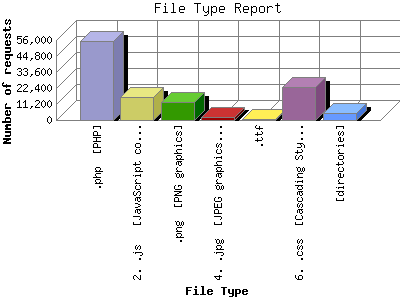 File Type Report
Number of requests
56,000
44,800
33,600
22,400
11,200
0
.php [PHP]
2. .js [JavaScript co...
.png [PNG graphics]
4. .jpg [JPEG graphics...
.ttf
6. .css [Cascading Sty...
[directories]
File Type